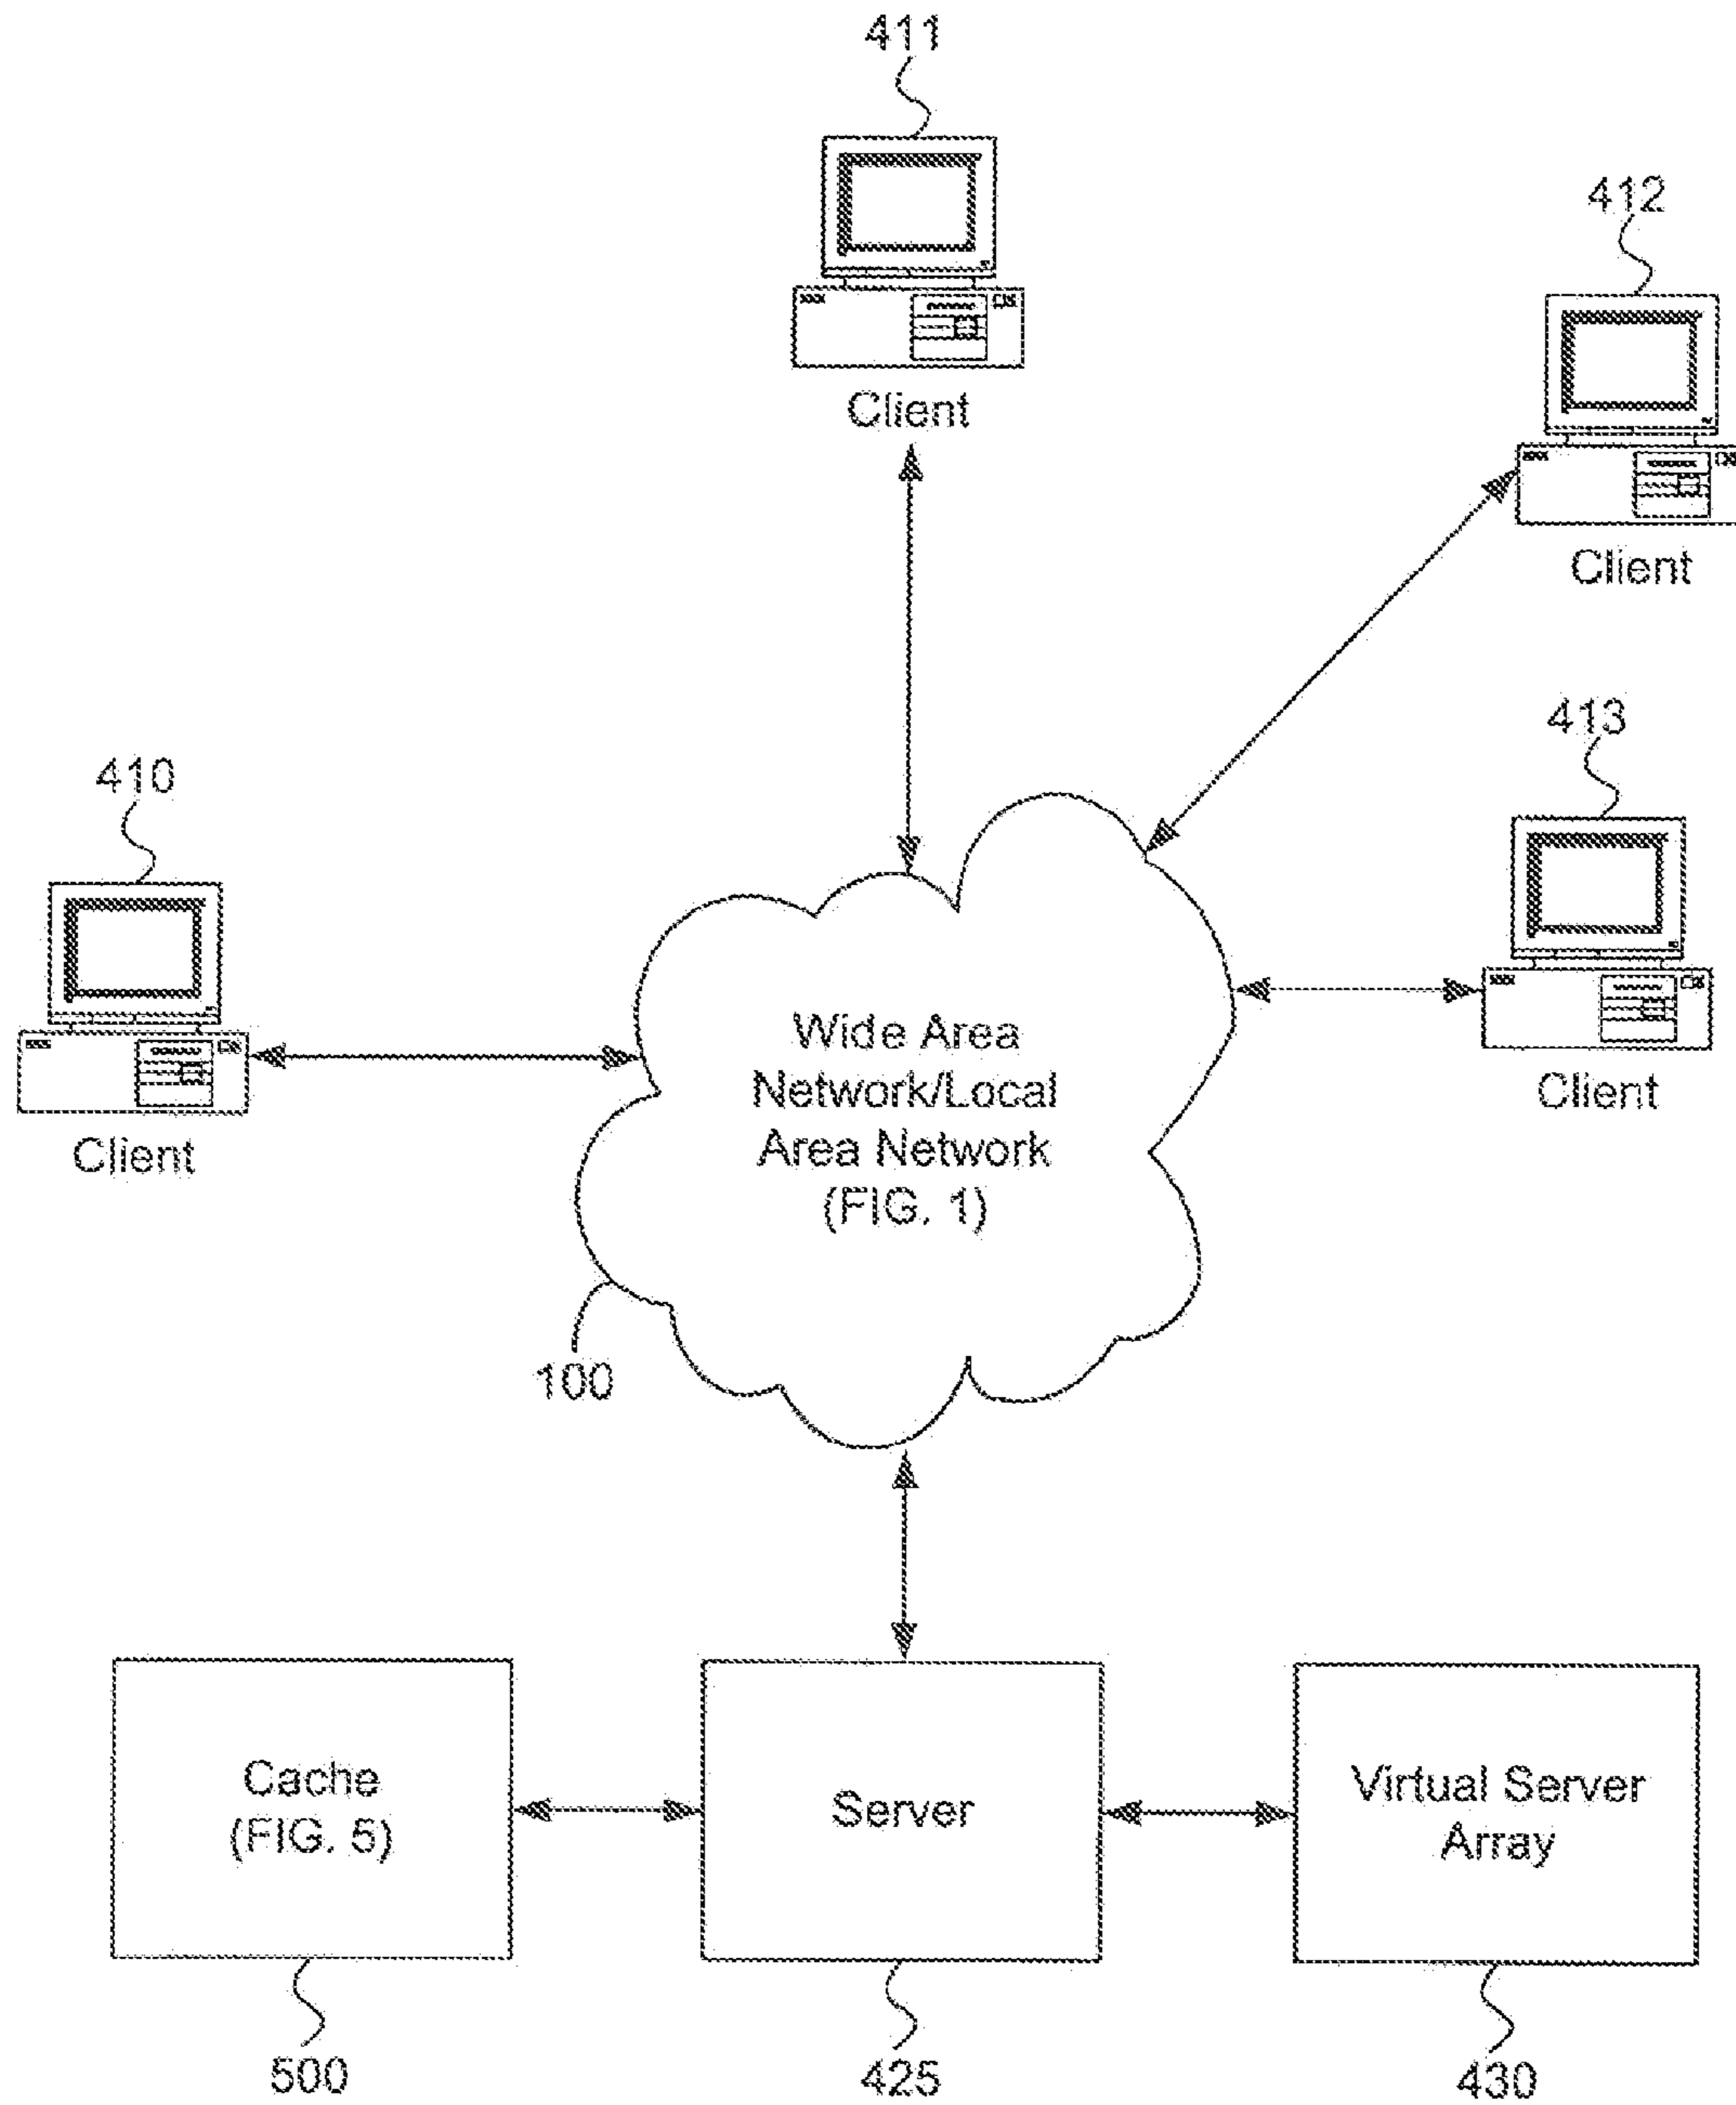 411
Client
412
Client
413
Client
410
Client
Wide Area
Network/Local
Area Network
(FIG. 1)
100
Cache
(FIG. 5)
500
Server
425
Virtual Server
Array
430